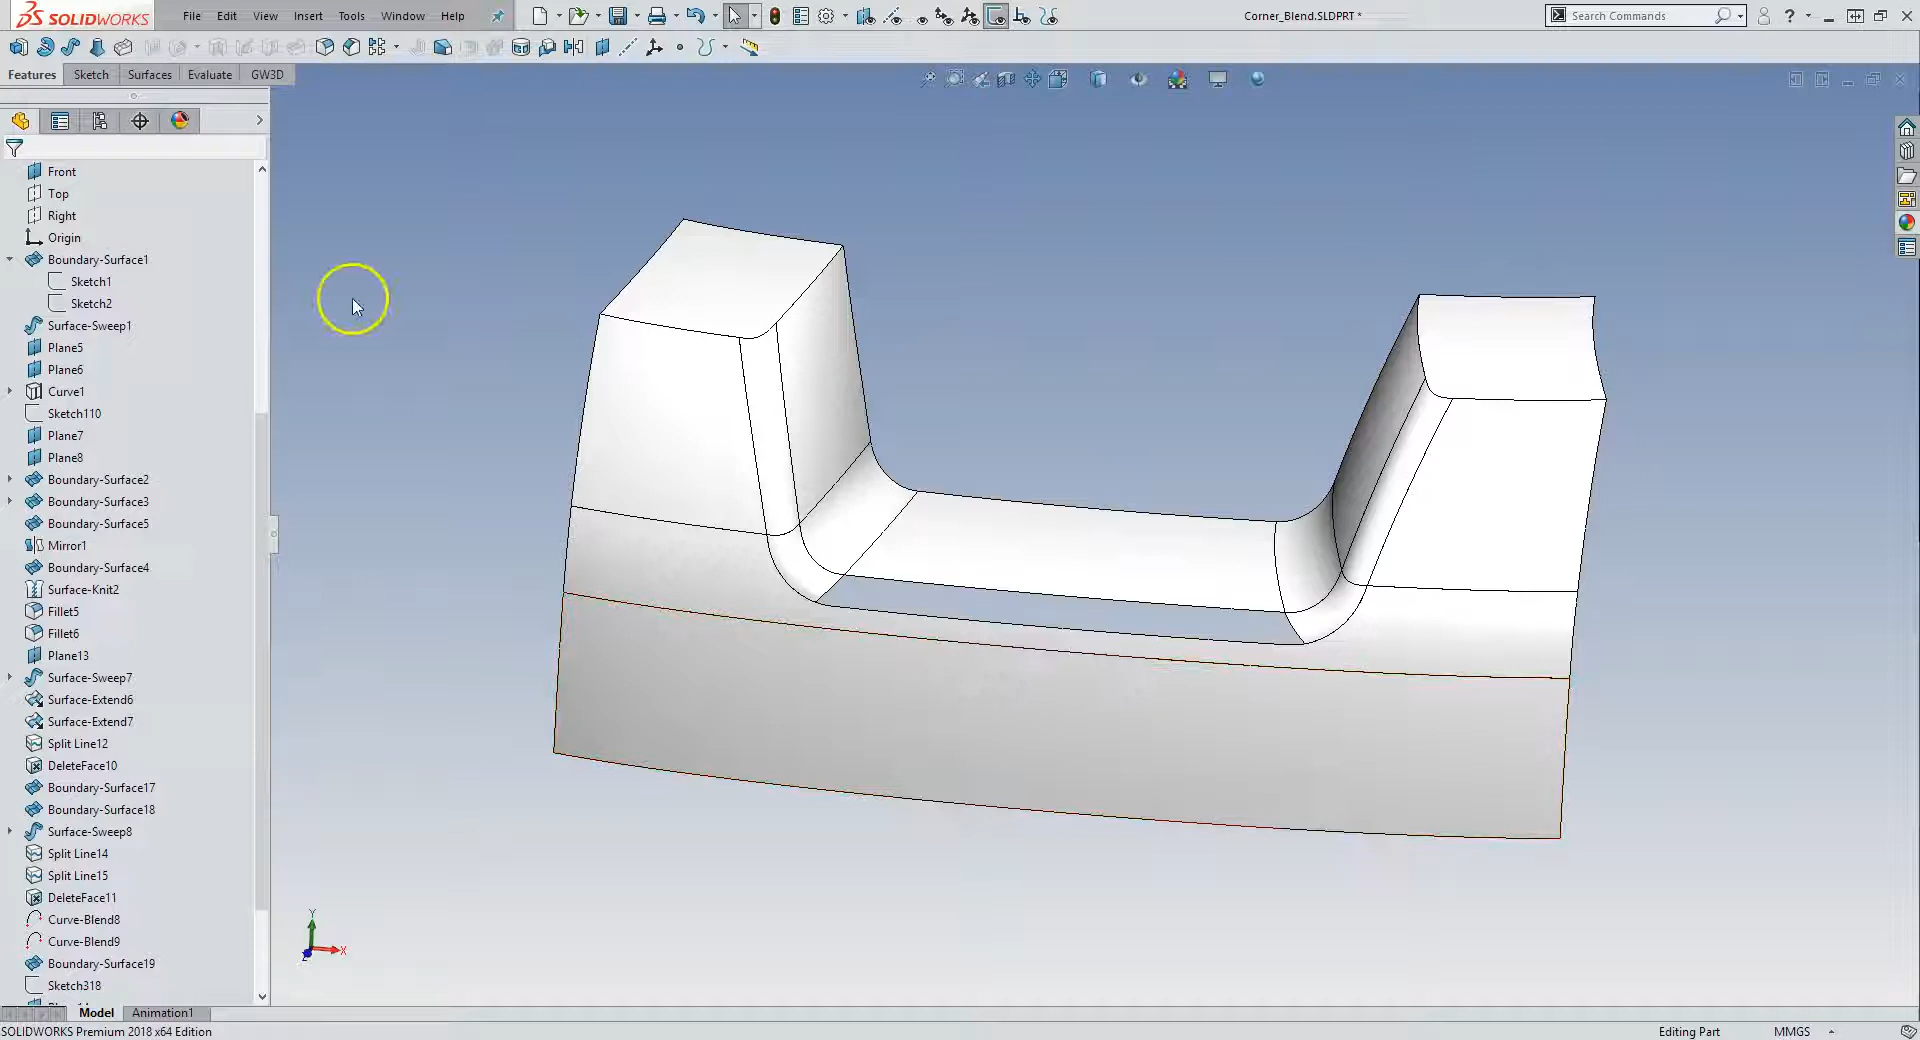 SOLIDWORKS
File Edit View Insert Tools Window Help
Corner_Blend.SLDPRT *
Search Commands
Features Sketch Surfaces Evaluate GW3D
Front
Top
Right
Origin
Boundary-Surface1
Sketch1
Sketch2
Surface-Sweep1
Plane5
Plane6
Curve1
Sketch110
Plane7
Plane8
Boundary-Surface2
Boundary-Surface3
Boundary-Surface5
Mirror1
Boundary-Surface4
Surface-Knit2
Fillet5
Fillet6
Plane13
Surface-Sweep7
Surface-Extend6
Surface-Extend7
Split Line12
DeleteFace10
Boundary-Surface17
Boundary-Surface18
Surface-Sweep8
Split Line14
Split Line15
DeleteFace11
Curve-Blend8
Curve-Blend9
Boundary-Surface19
Sketch318
Y
X
Z
Model Animation1
SOLIDWORKS Premium 2018 x64 Edition
Editing Part
MMGS